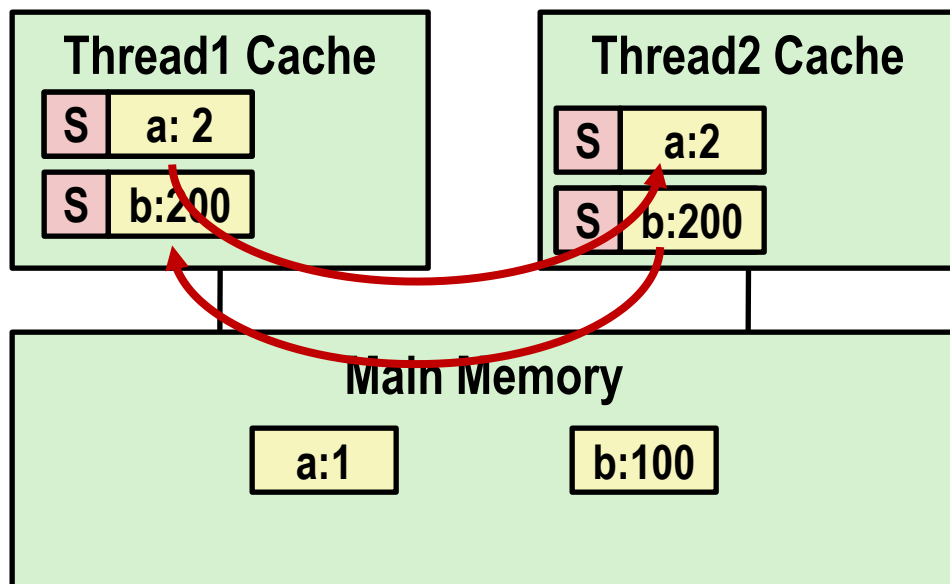 Thread1 Cache
S a: 2
S b:200
Thread2 Cache
S a:2
S b:200
Main Memory
a:1
b:100